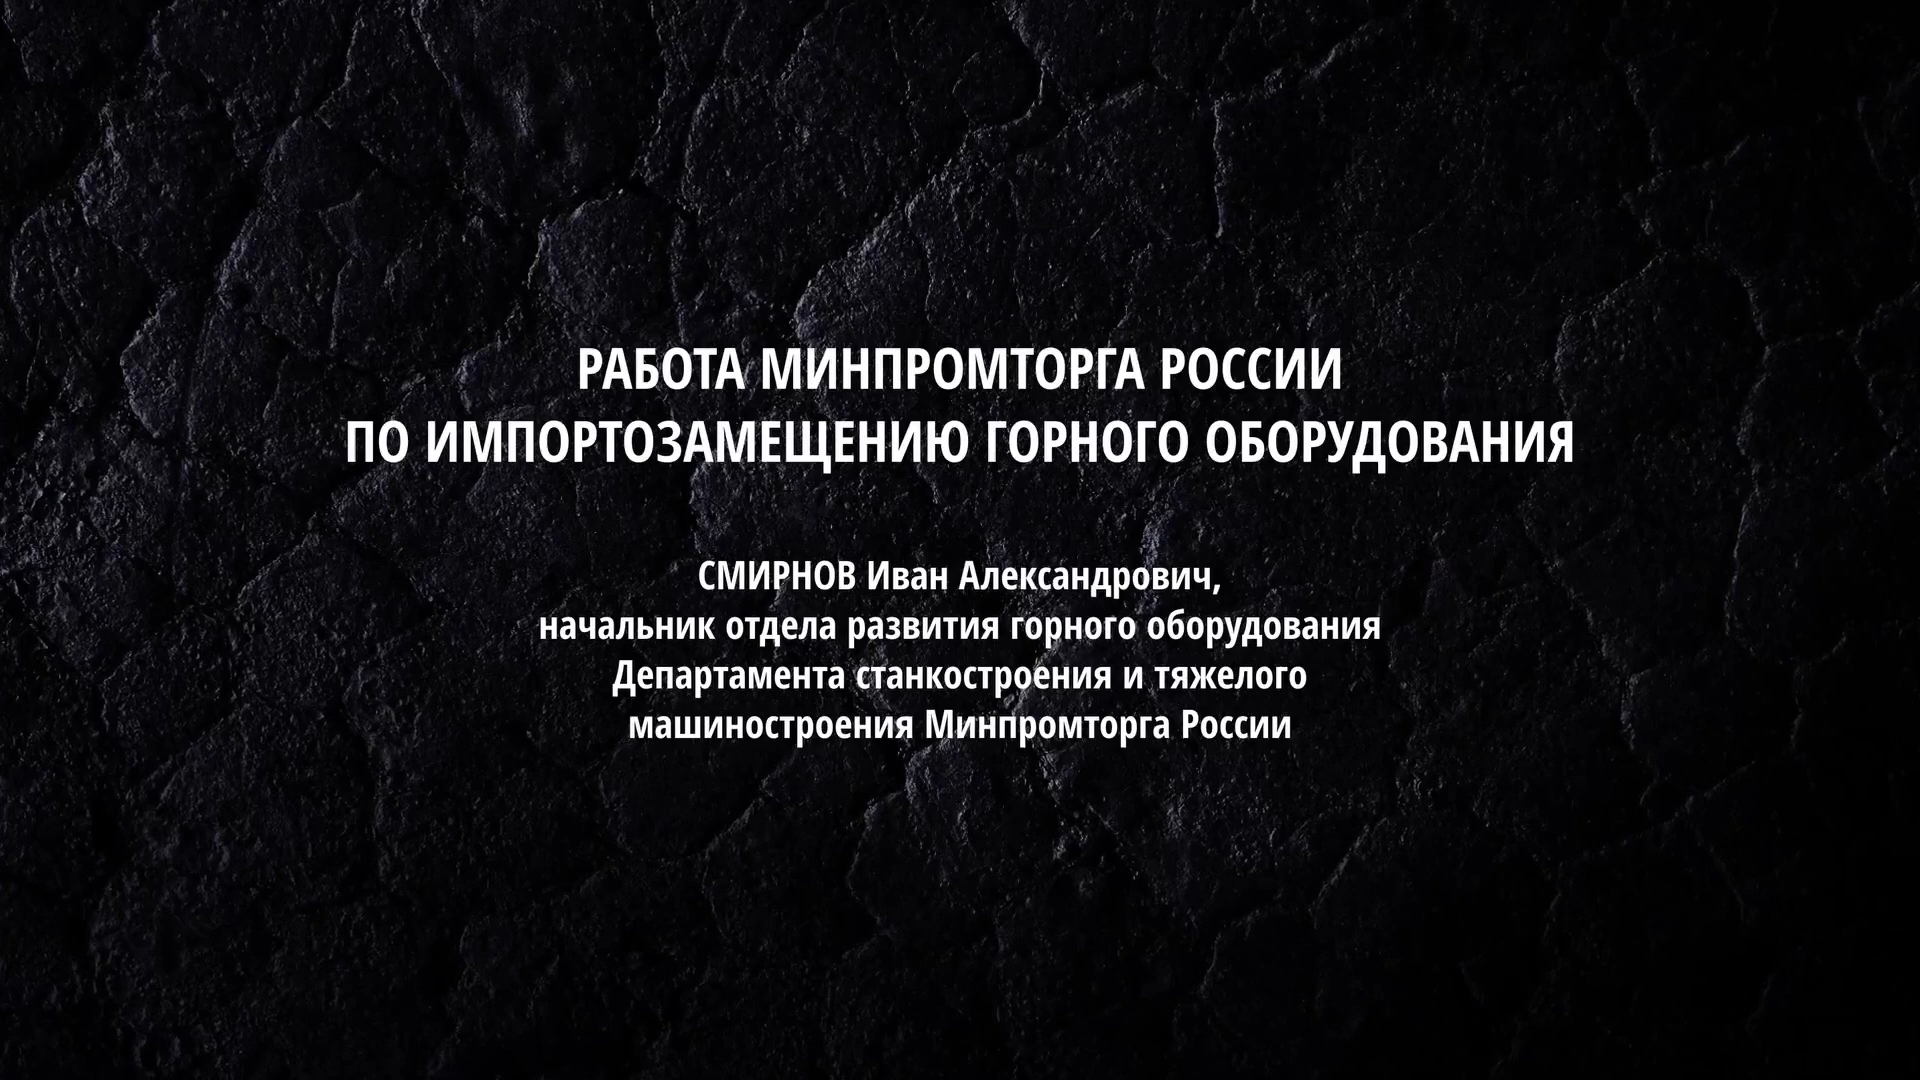 РАБОТА МИНПРОМТОРГА РОССИИ
ПО ИМПОРТОЗАМЕЩЕНИЮ ГОРНОГО ОБОРУДОВАНИЯ
СМИРНОВ Иван Александрович,
начальник отдела развития горного оборудования
Департамента станкостроения и тяжелого
машиностроения Минпромторга России